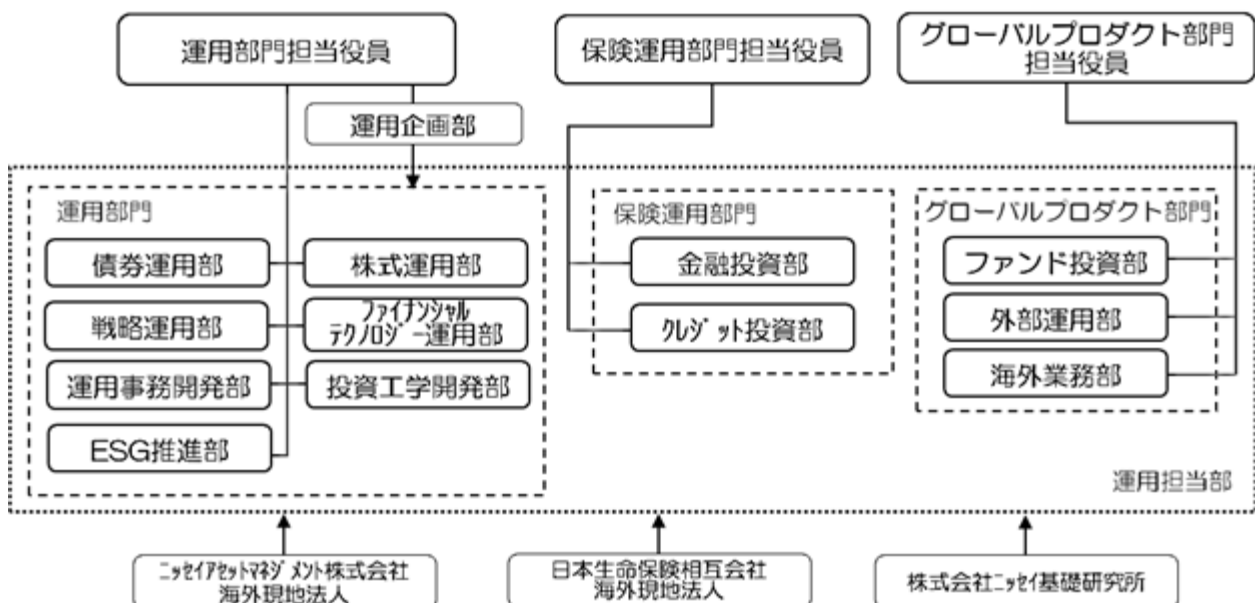 運用部門担当役員
保険運用部門担当役員
グローバルプロダクト部門
担当役員
運用企画部
運用部門
債券運用部
株式運用部
戦略運用部
ファイナンシャル
テクノロジー運用部
運用事務開発部
投資工学開発部
ESG推進部
保険運用部門
金融投資部
クレジット投資部
グローバルプロダクト部門
ファンド投資部
外部運用部
海外業務部
運用担当部
ニッセイアセットマネジメント株式会社
海外現地法人
日本生命保険相互会社
海外現地法人
株式会社ニッセイ基礎研究所